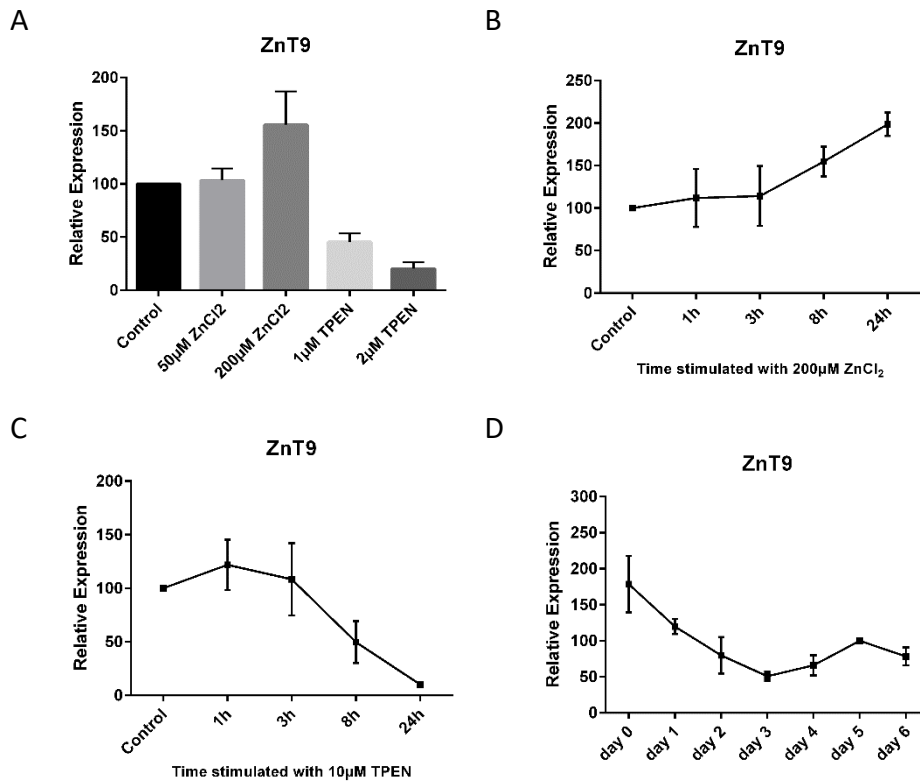 A
ZnT9
Relative Expression
200
150
100
50
0
Control
50µM ZnCl2
200µM ZnCl2
1µM TPEN
2µM TPEN
B
ZnT9
Relative Expression
250
200
150
100
50
0
Control
1h
3h
8h
24h
Time stimulated with 200µM ZnCl₂
C
ZnT9
Relative Expression
200
150
100
50
0
Control
1h
3h
8h
24h
Time stimulated with 10µM TPEN
D
ZnT9
Relative Expression
300
250
200
150
100
50
0
day 0
day 1
day 2
day 3
day 4
day 5
day 6